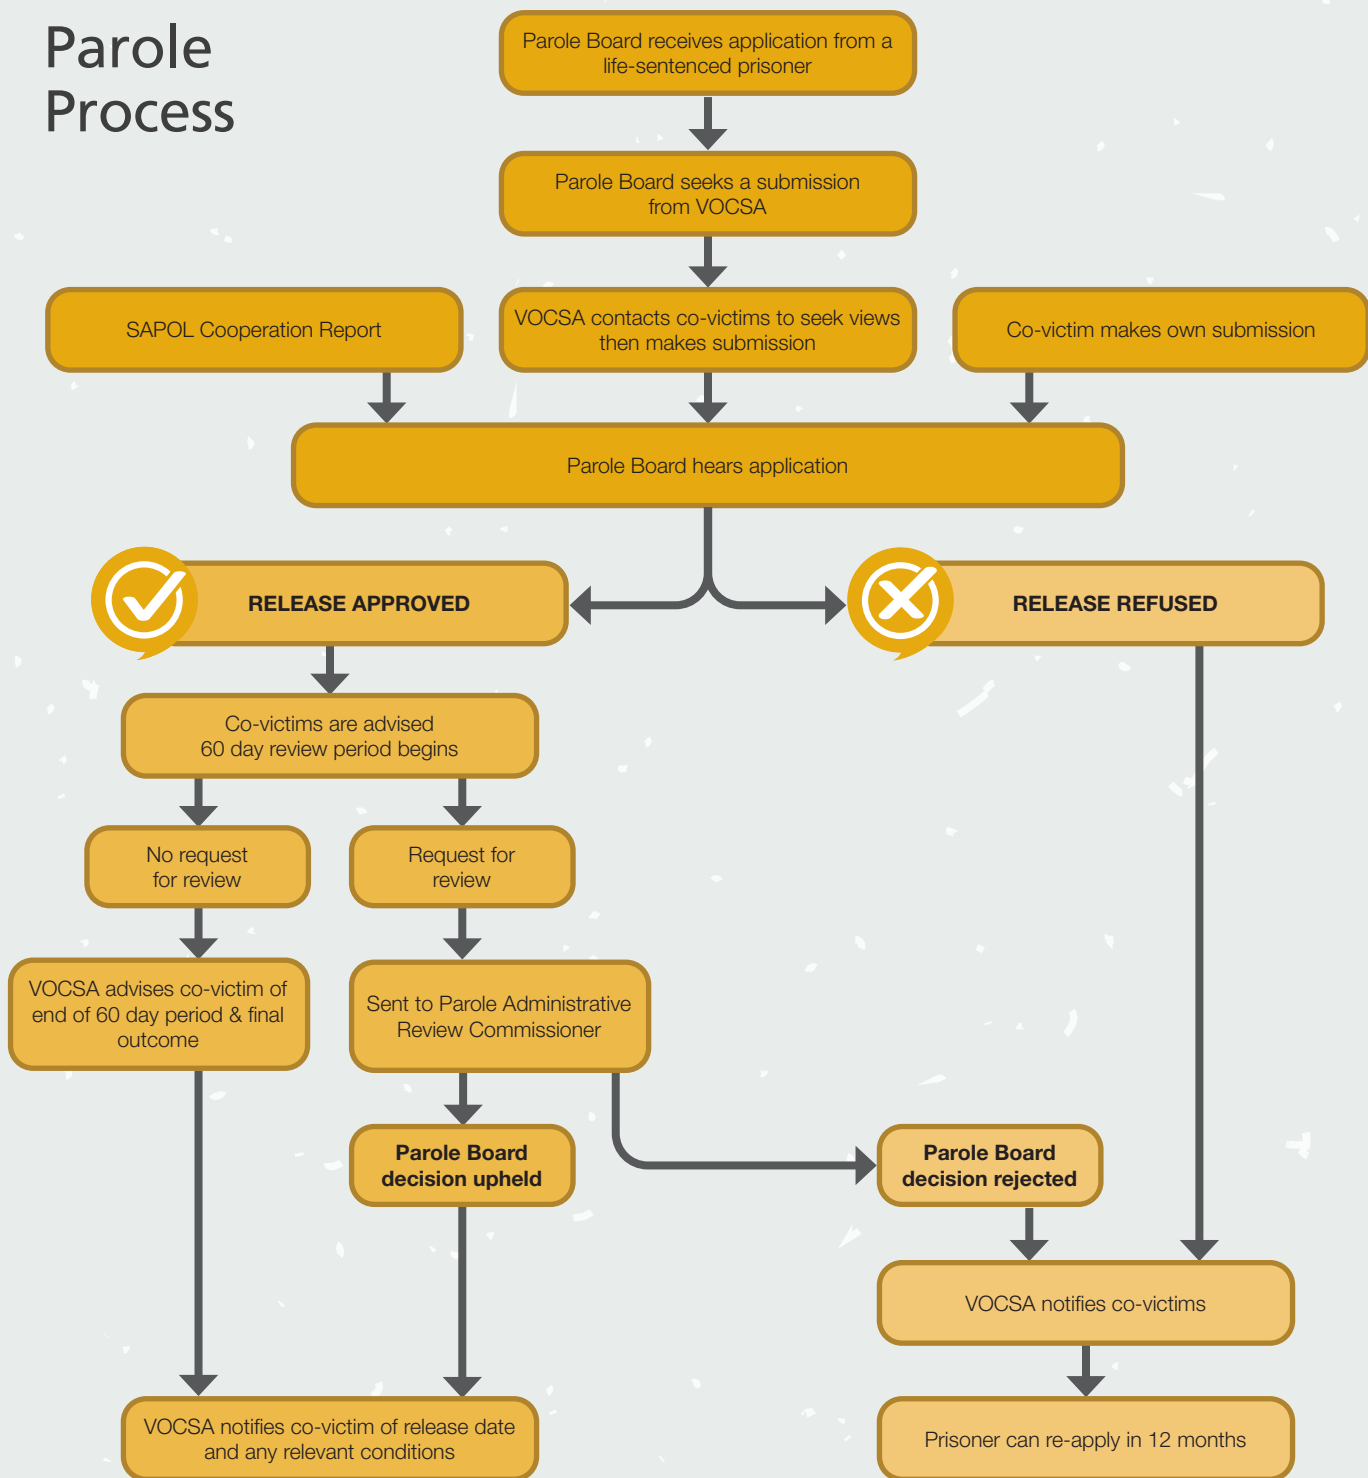 Parole
Process
Parole Board receives application from a
life-sentenced prisoner
Parole Board seeks a submission
from VOCSA
SAPOL Cooperation Report
VOCSA contacts co-victims to seek views
then makes submission
Co-victim makes own submission
Parole Board hears application
RELEASE APPROVED
RELEASE REFUSED
Co-victims are advised
60 day review period begins
No request
for review
Request for
review
VOCSA advises co-victim of
end of 60 day period & final
outcome
Sent to Parole Administrative
Review Commissioner
Parole Board
decision upheld
Parole Board
decision rejected
VOCSA notifies co-victims
VOCSA notifies co-victim of release date
and any relevant conditions
Prisoner can re-apply in 12 months